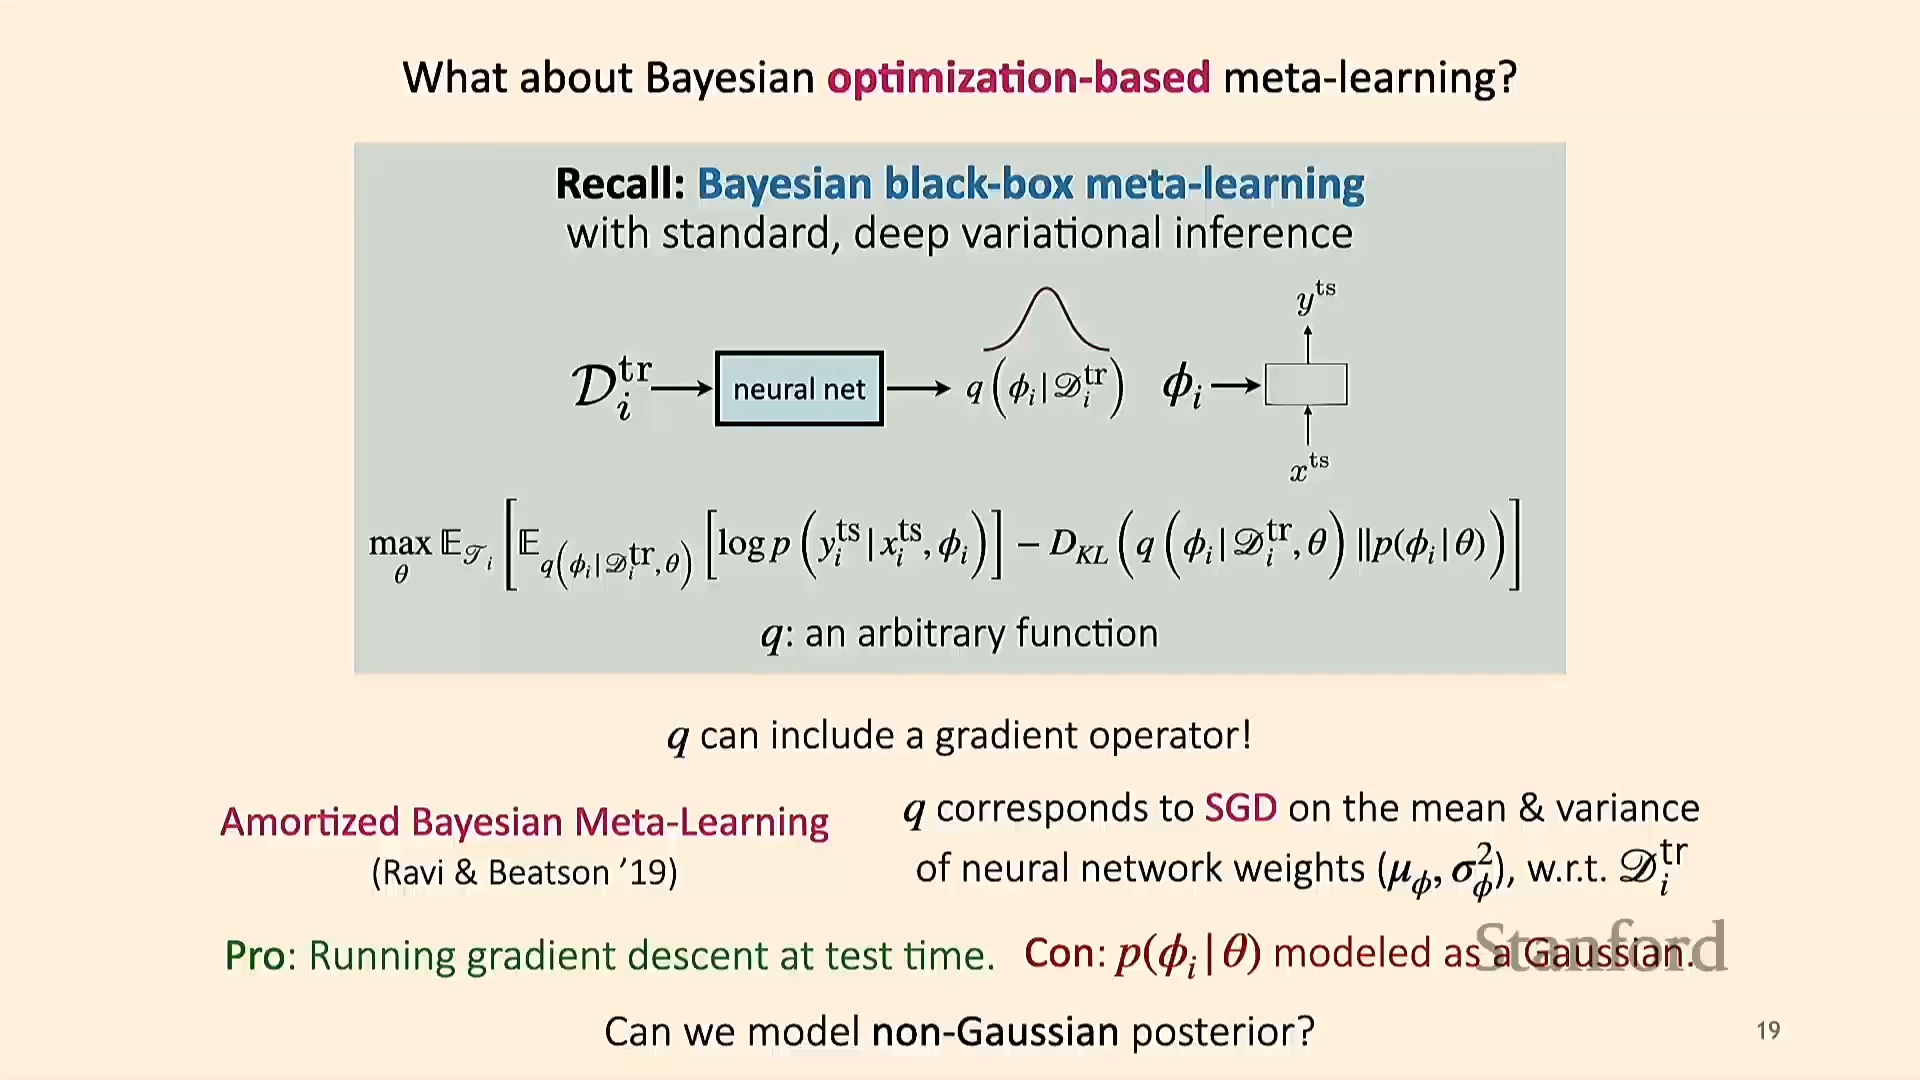 What about Bayesian optimization-based meta-learning?
Recall: Bayesian black-box meta-learning
with standard, deep variational inference
y^ts
𝒟_i^tr → neural net → q(ϕ_i|𝒟_i^tr) ϕ_i →
x^ts
max_θ 𝔼_𝒯_i [𝔼_q(ϕ_i|𝒟_i^tr,θ) [log p(y_i^ts|x_i^ts, ϕ_i)] − D_KL(q(ϕ_i|𝒟_i^tr, θ) ||p(ϕ_i|θ))]
q: an arbitrary function
q can include a gradient operator!
Amortized Bayesian Meta-Learning
(Ravi & Beatson ’19)
q corresponds to SGD on the mean & variance
of neural network weights (μ_ϕ, σ_ϕ^2), w.r.t. 𝒟_i^tr
Pro: Running gradient descent at test time. Con: p(ϕ_i|θ) modeled as a Gaussian.
Stanford
Can we model non-Gaussian posterior?
19